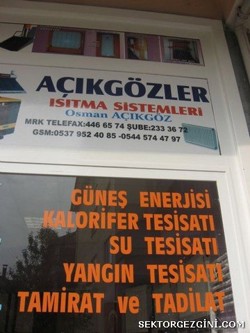 AÇIKGÖZLER
ISITMA SİSTEMLERİ
Osman AÇIKGÖZ
MRK TELEFAX:446 65 74 ŞUBE:233 36 72
GSM:0537 952 40 85 -0544 574 47 97
GÜNEŞ ENERJİSİ
KALORİFER TESİSATI
SU TESİSATI
YANGIN TESİSATI
TAMİRAT ve TADİLAT
SEKTORGEZGINI.COM